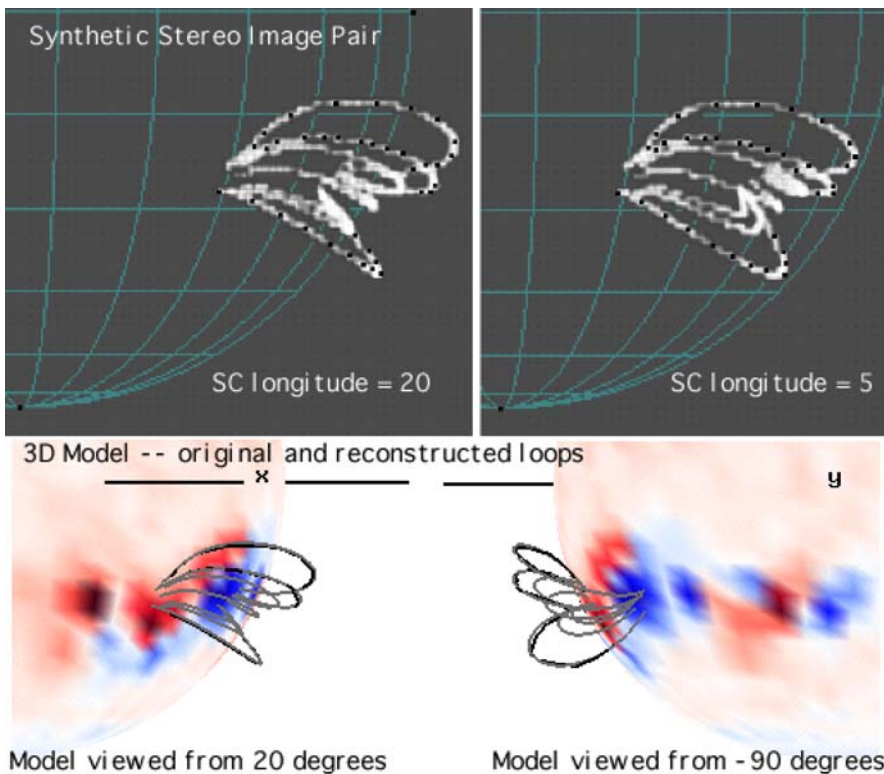 Synthetic Stereo Image Pair
SC longitude = 20
SC longitude = 5
3D Model -- original and reconstructed loops
x
y
Model viewed from 20 degrees
Model viewed from -90 degrees